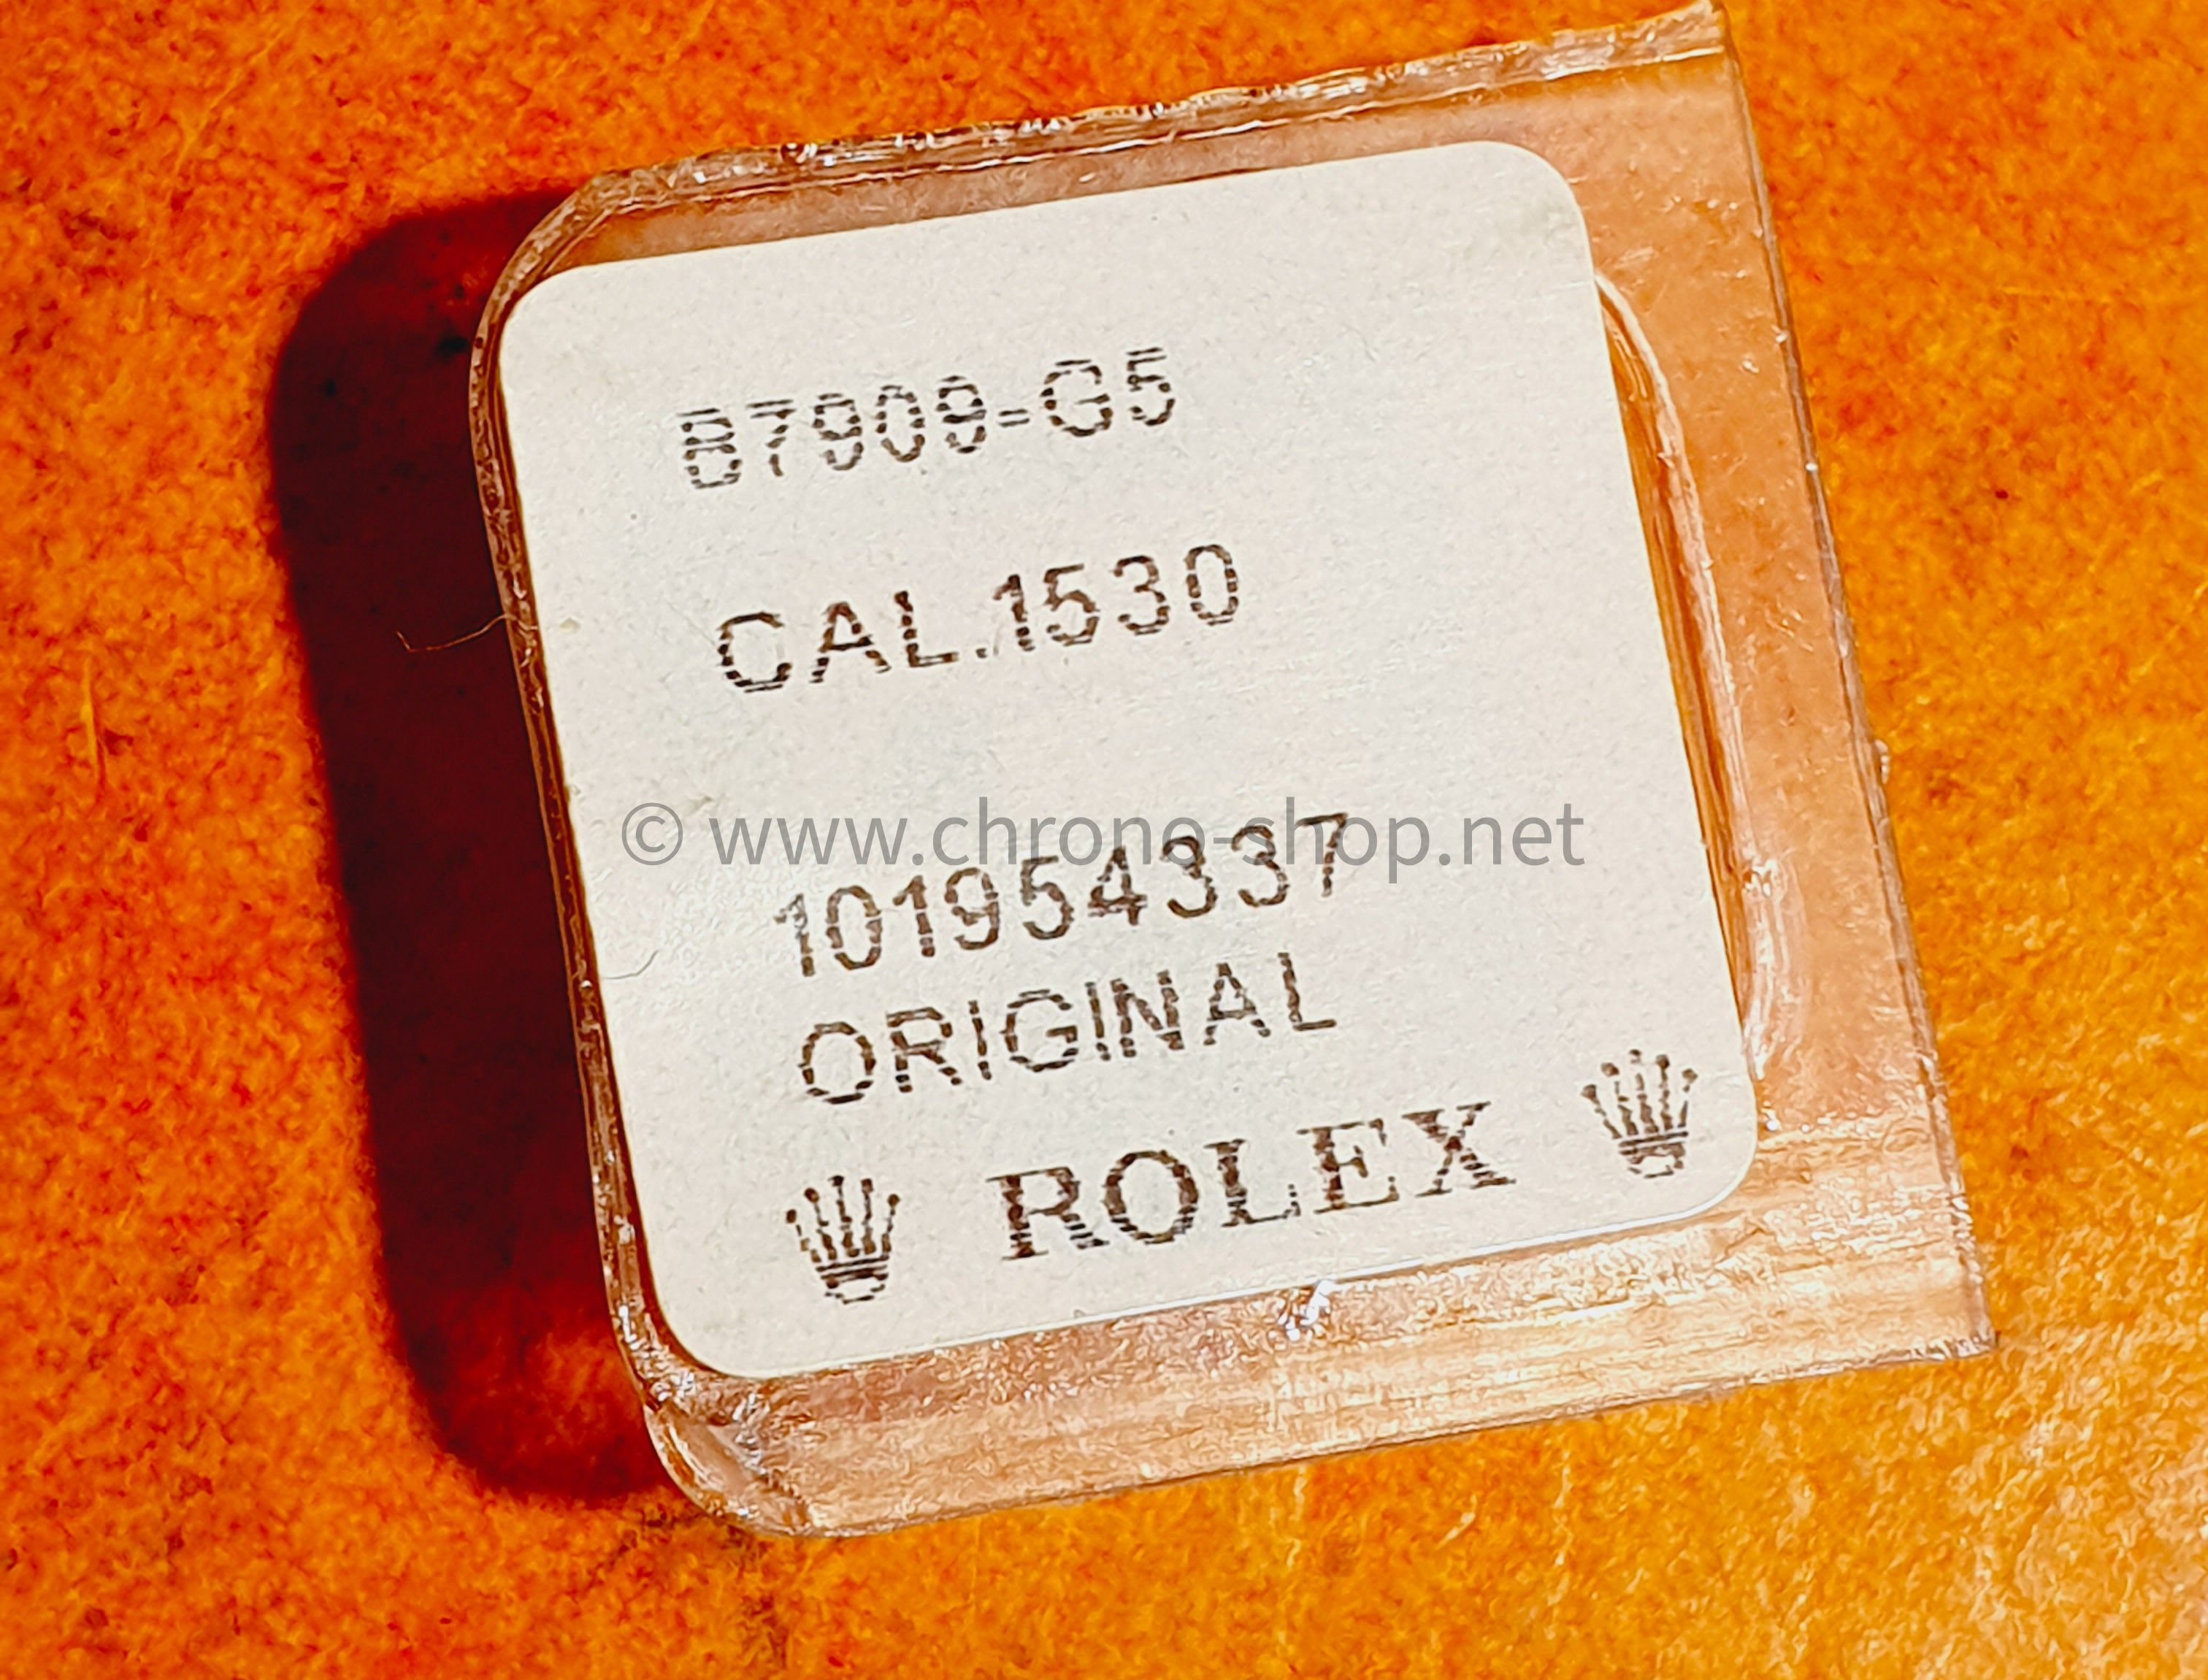 B7909-G5
CAL.1530
© www.chrono-shop.net
101954337
ORIGINAL
ROLEX